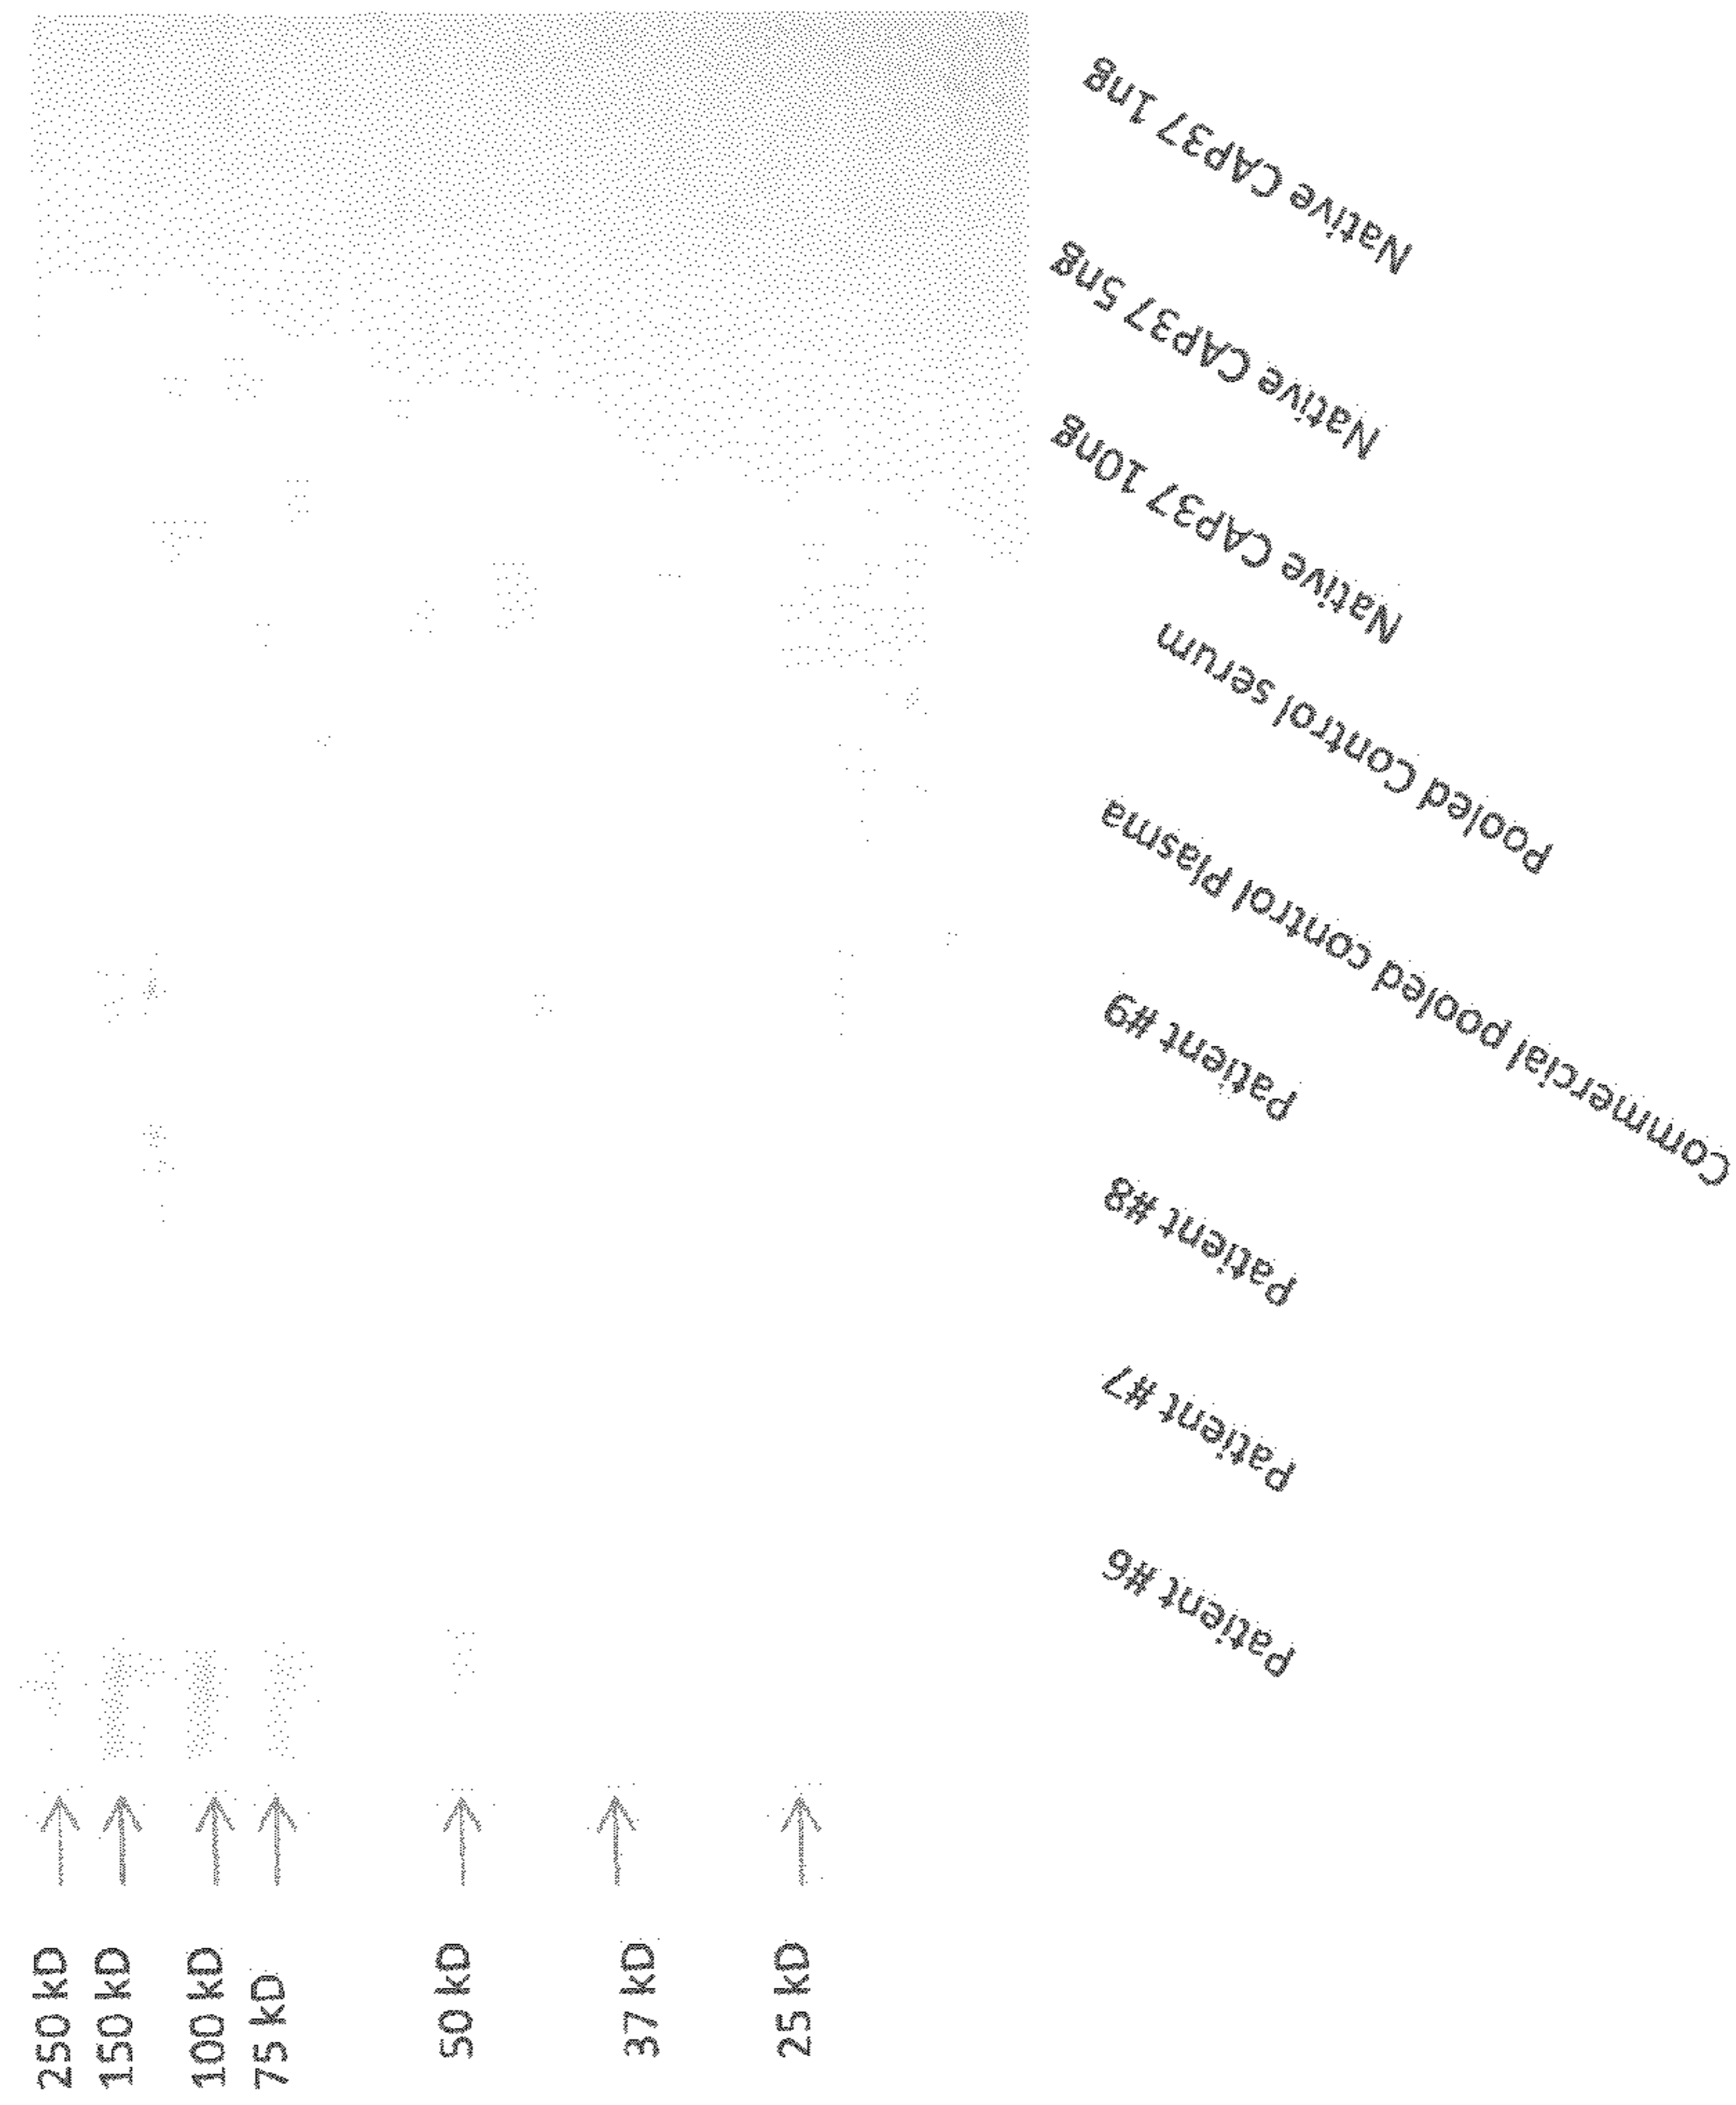 250 kD
150 kD
100 kD
75 kD
50 kD
37 kD
25 kD
Patient #6
Patient #7
Patient #8
Patient #9
Commercial pooled control Plasma
Pooled Control serum
Native CAP37 10ng
Native CAP37 5ng
Native CAP37 1ng